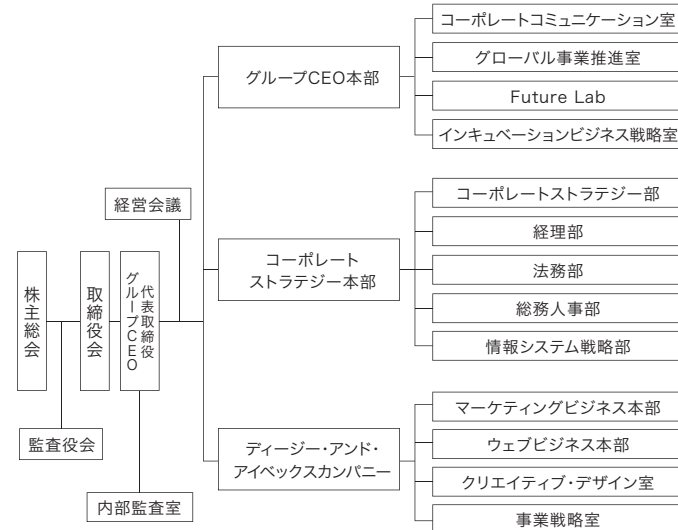 株主総会
監査役会
取締役会
代表取締役
グループCEO
内部監査室
経営会議
グループCEO本部
コーポレートコミュニケーション室
グローバル事業推進室
Future Lab
インキュベーションビジネス戦略室
コーポレート
ストラテジー本部
コーポレートストラテジー部
経理部
法務部
総務人事部
情報システム戦略部
ディージー・アンド・
アイベックスカンパニー
マーケティングビジネス本部
ウェブビジネス本部
クリエイティブ・デザイン室
事業戦略室